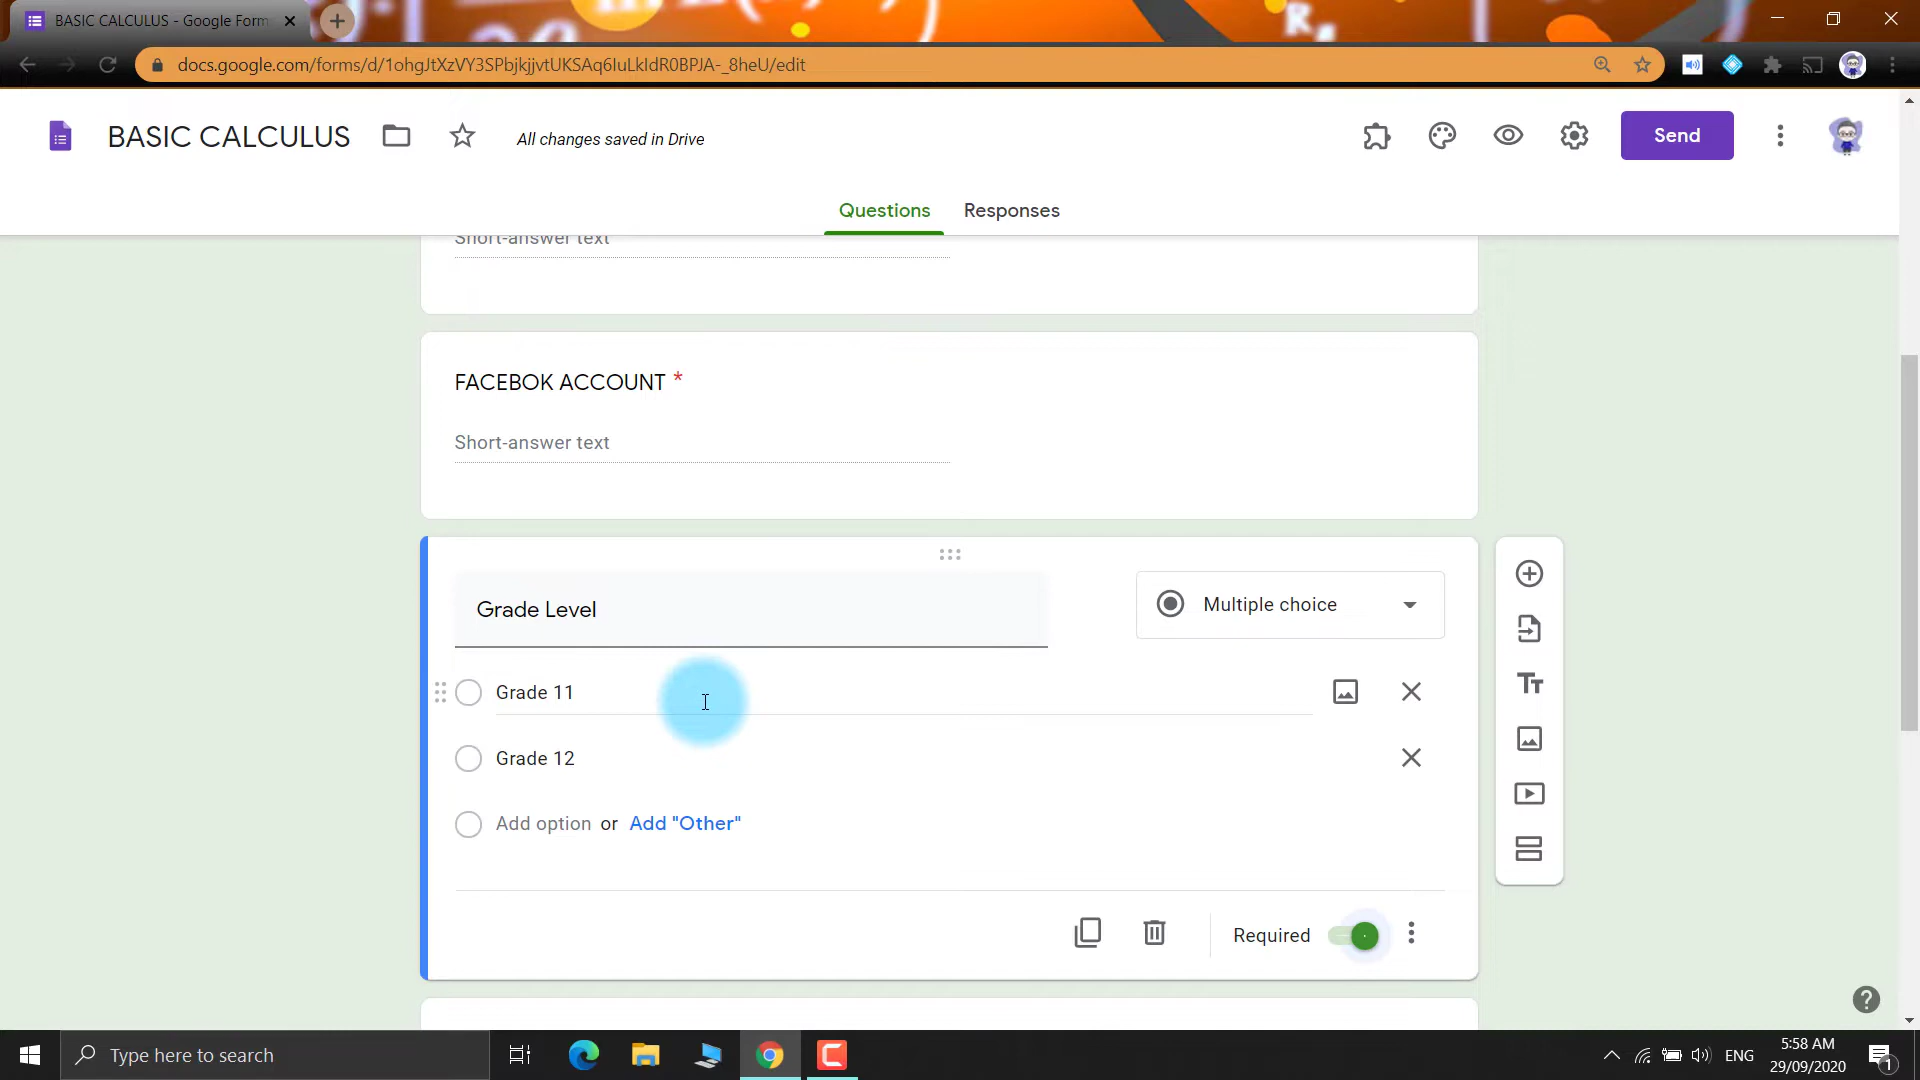 BASIC CALCULUS - Google Form
docs.google.com/forms/d/1ohgJtXzVY3SPbjkjjvtUKSAq6IuLkIdR0BPJA-_8heU/edit
BASIC CALCULUS
All changes saved in Drive
Send
Questions
Responses
Short-answer text
FACEBOK ACCOUNT *
Short-answer text
Grade Level
Multiple choice
Grade 11
Grade 12
Add option or Add "Other"
Required
Type here to search
ENG
5:58 AM
29/09/2020
1